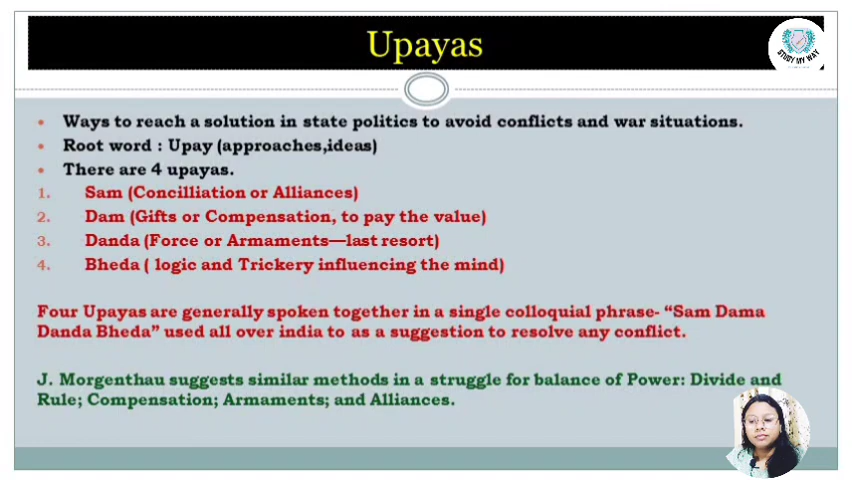 Upayas
STUDY MY WAY
• Ways to reach a solution in state politics to avoid conflicts and war situations.
• Root word : Upay (approaches,ideas)
• There are 4 upayas.
1. Sam (Concilliation or Alliances)
2. Dam (Gifts or Compensation, to pay the value)
3. Danda (Force or Armaments—last resort)
4. Bheda ( logic and Trickery influencing the mind)
Four Upayas are generally spoken together in a single colloquial phrase- “Sam Dama
Danda Bheda” used all over india to as a suggestion to resolve any conflict.
J. Morgenthau suggests similar methods in a struggle for balance of Power: Divide and
Rule; Compensation; Armaments; and Alliances.